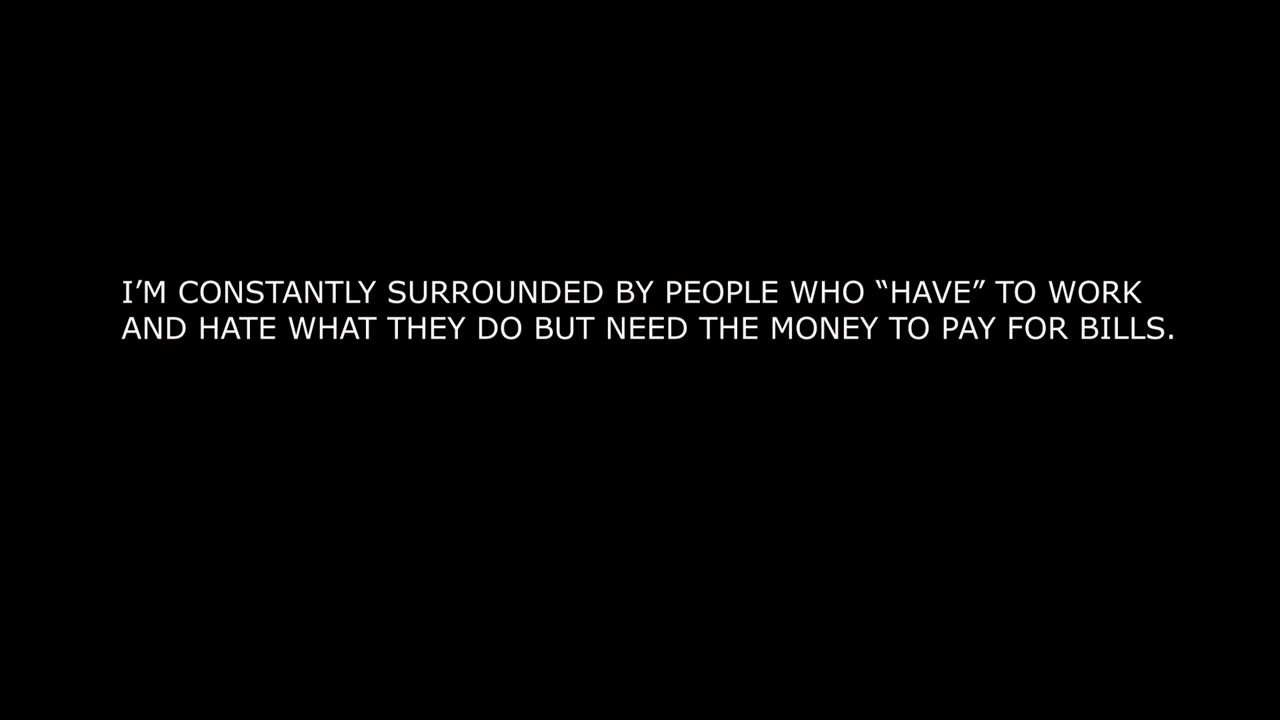 I’M CONSTANTLY SURROUNDED BY PEOPLE WHO “HAVE” TO WORK
AND HATE WHAT THEY DO BUT NEED THE MONEY TO PAY FOR BILLS.